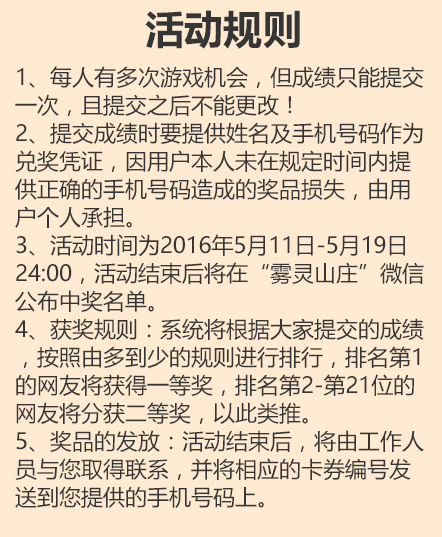 活动规则
1、每人有多次游戏机会，但成绩只能提交
一次，且提交之后不能更改！
2、提交成绩时要提供姓名及手机号码作为
兑奖凭证，因用户本人未在规定时间内提
供正确的手机号码造成的奖品损失，由用
户个人承担。
3、活动时间为2016年5月11日-5月19日
24:00，活动结束后将在“雾灵山庄”微信
公布中奖名单。
4、获奖规则：系统将根据大家提交的成绩
，按照由多到少的规则进行排行，排名第1
的网友将获得一等奖，排名第2-第21位的
网友将分获二等奖，以此类推。
5、奖品的发放：活动结束后，将由工作人
员与您取得联系，并将相应的卡券编号发
送到您提供的手机号码上。